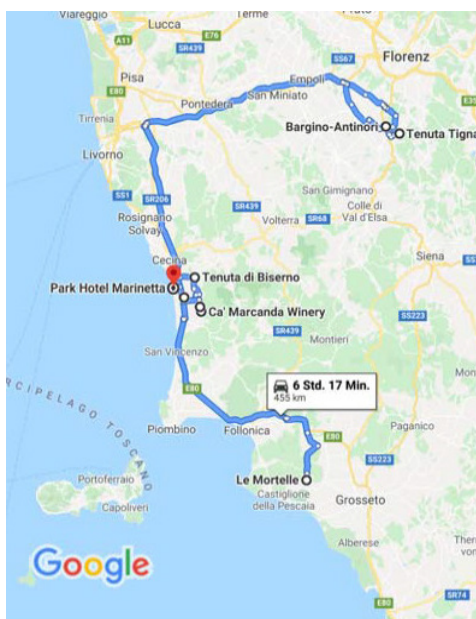 Viareggio
Lucca
Terme
Prato
A11
E76
SR439
E80
Pisa
SS67
Florenz
Empoli
Pontedera
San Miniato
Tirrenia
Bargino-Antinori
Tenuta Tigna
Livorno
SS1
SR206
SR439
San Gimignano
Colle di
Val d'Elsa
Rosignano
Solvay
Volterra
SR68
Siena
Cecina
Tenuta di Biserno
Park Hotel Marinetta
Ca' Marcanda Winery
SS223
SR439
Montieri
San Vincenzo
ARCIPELAGO TOSCANO
E80
6 Std. 17 Min.
455 km
Piombino
Follonica
Paganico
E80
SS223
Portoferraio
Capoliveri
Le Mortelle
Castiglione
della Pescaia
Grosseto
Alberese
Google
SR74
E80